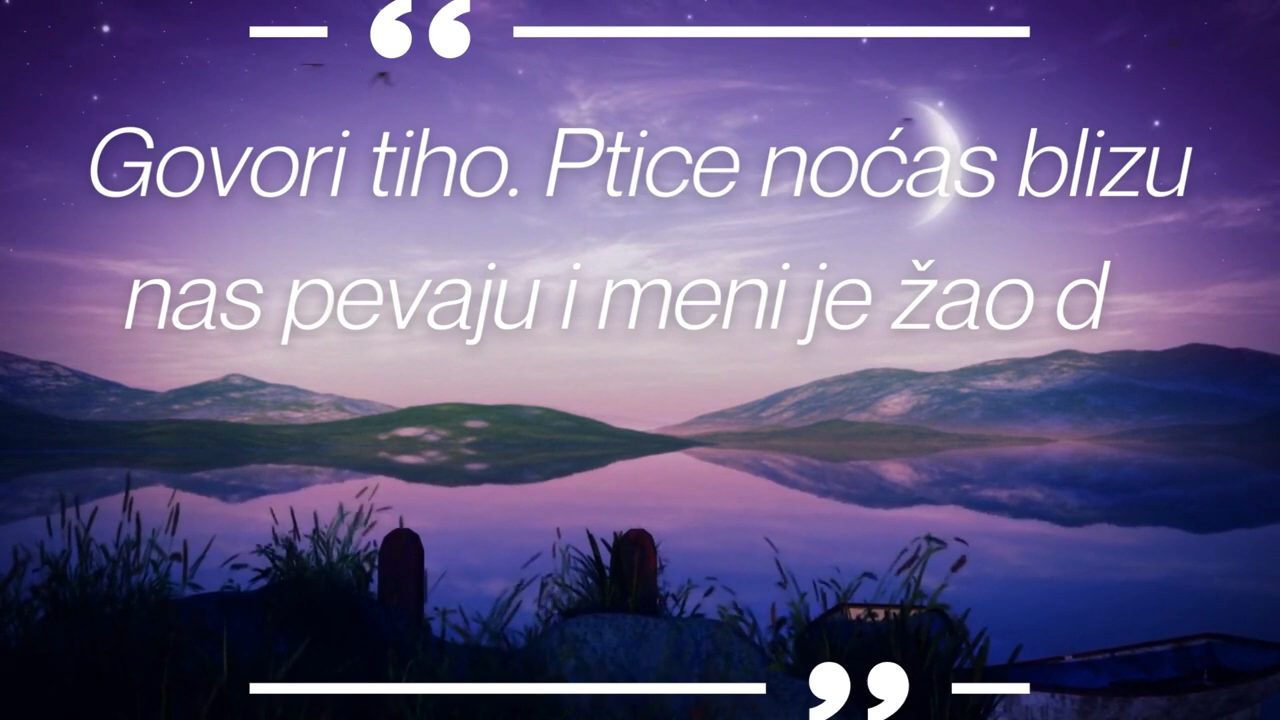 “
Govori tiho. Ptice noćas blizu
nas pevaju i meni je žao d
”